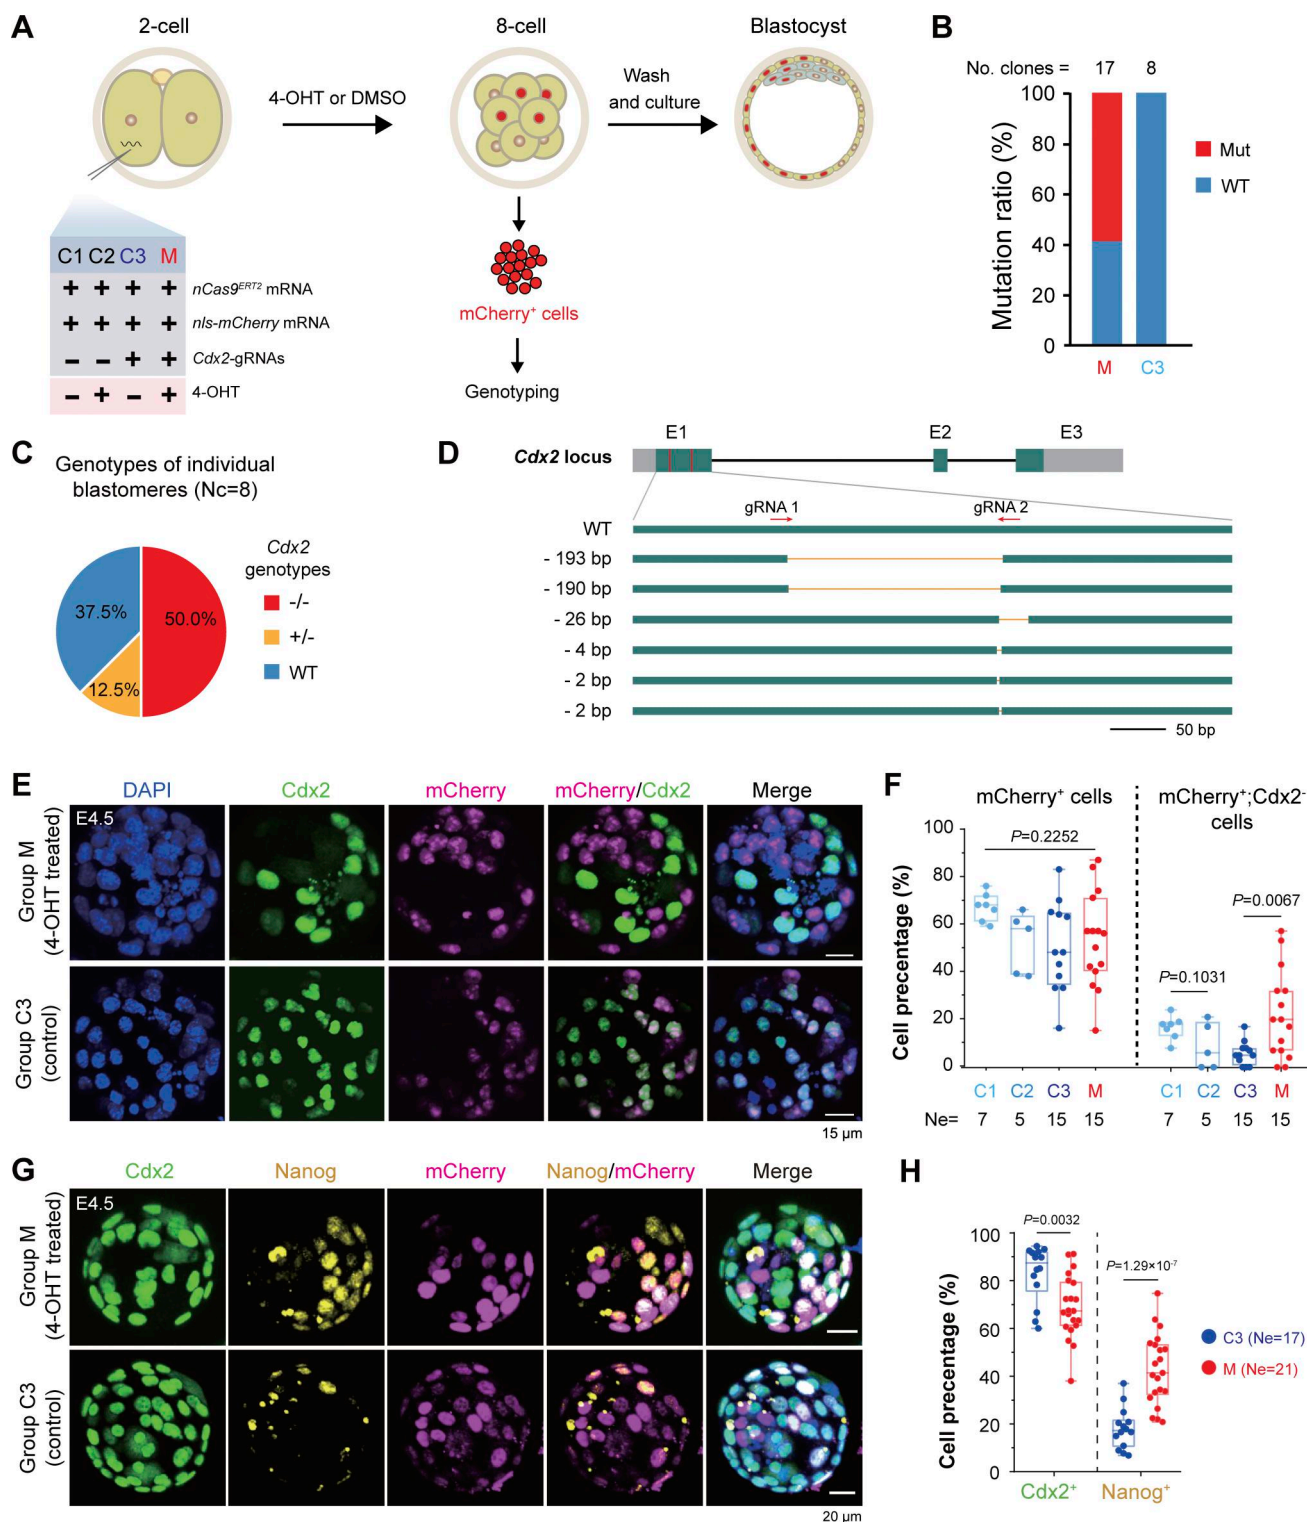 A
2-cell
8-cell
Blastocyst
4-OHT or DMSO
Wash
and culture
C1 C2 C3 M
+ + + + nCas9ERT2 mRNA
+ + + + nls-mCherry mRNA
– – + + Cdx2-gRNAs
– + – + 4-OHT
mCherry+ cells
Genotyping
B
No. clones = 17 8
Mutation ratio (%)
100
80
60
40
20
0
M C3
Mut
WT
C
Genotypes of individual
blastomeres (Nc=8)
37.5%
50.0%
12.5%
Cdx2
genotypes
-/-
+/-
WT
D
E1 E2 E3
Cdx2 locus
gRNA 1 gRNA 2
WT
- 193 bp
- 190 bp
- 26 bp
- 4 bp
- 2 bp
- 2 bp
50 bp
E
DAPI Cdx2 mCherry mCherry/Cdx2 Merge
E4.5
Group M
(4-OHT treated)
Group C3
(control)
15 µm
F
mCherry+ cells
mCherry+;Cdx2-
cells
Cell precentage (%)
100
80
60
40
20
0
P=0.2252
P=0.1031
P=0.0067
C1 C2 C3 M C1 C2 C3 M
Ne= 7 5 15 15 7 5 15 15
G
Cdx2 Nanog mCherry Nanog/mCherry Merge
E4.5
Group M
(4-OHT treated)
Group C3
(control)
20 µm
H
Cell precentage (%)
100
80
60
40
20
0
P=0.0032
P=1.29×10-7
Cdx2+ Nanog+
C3 (Ne=17)
M (Ne=21)